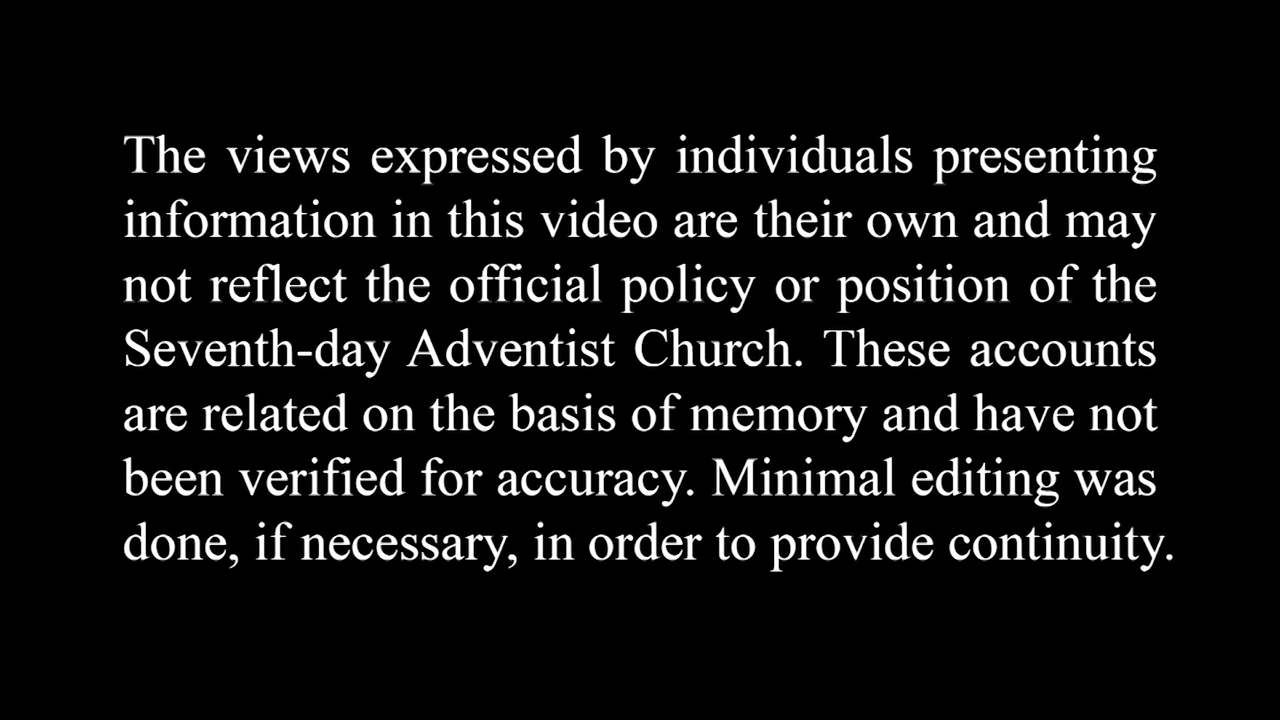 The views expressed by individuals presenting
information in this video are their own and may
not reflect the official policy or position of the
Seventh-day Adventist Church. These accounts
are related on the basis of memory and have not
been verified for accuracy. Minimal editing was
done, if necessary, in order to provide continuity.